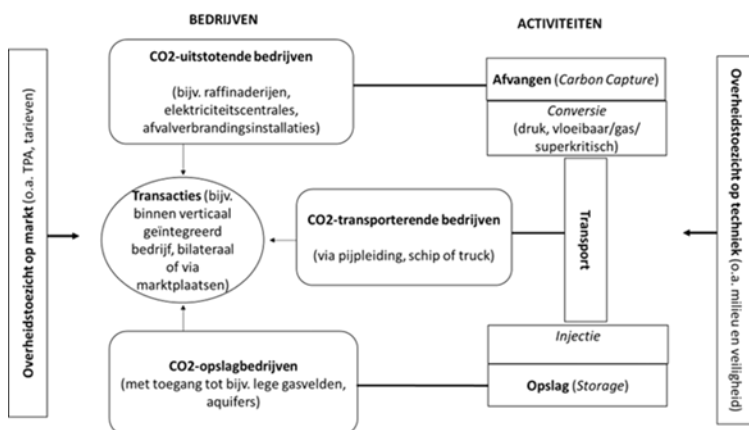 BEDRIJVEN
ACTIVITEITEN
Overheidstoezicht op markt (o.a. TPA, tarieven)
CO2-uitstotende bedrijven
(bijv. raffinaderijen,
elektriciteitscentrales,
afvalverbrandingsinstallaties)
Afvangen (Carbon Capture)
Conversie
(druk, vloeibaar/gas/
superkritisch)
Transacties (bijv.
binnen verticaal
geïntegreerd
bedrijf, bilateraal
of via
marktplaatsen)
CO2-transporterende bedrijven
(via pijpleiding, schip of truck)
Transport
CO2-opslagbedrijven
(met toegang tot bijv. lege gasvelden,
aquifers)
Injectie
Opslag (Storage)
Overheidstoezicht op techniek (o.a. milieu en veiligheid)